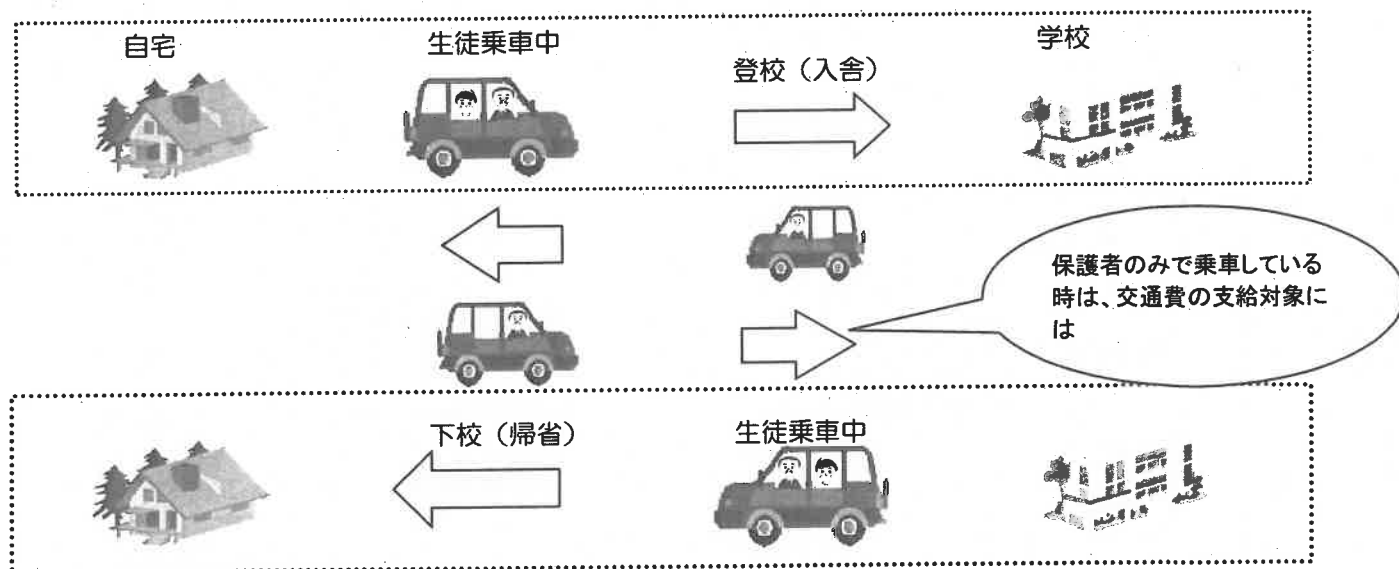 自宅
生徒乗車中
登校（入舎）
学校
保護者のみで乗車している
時は、交通費の支給対象に
は
下校（帰省）
生徒乗車中